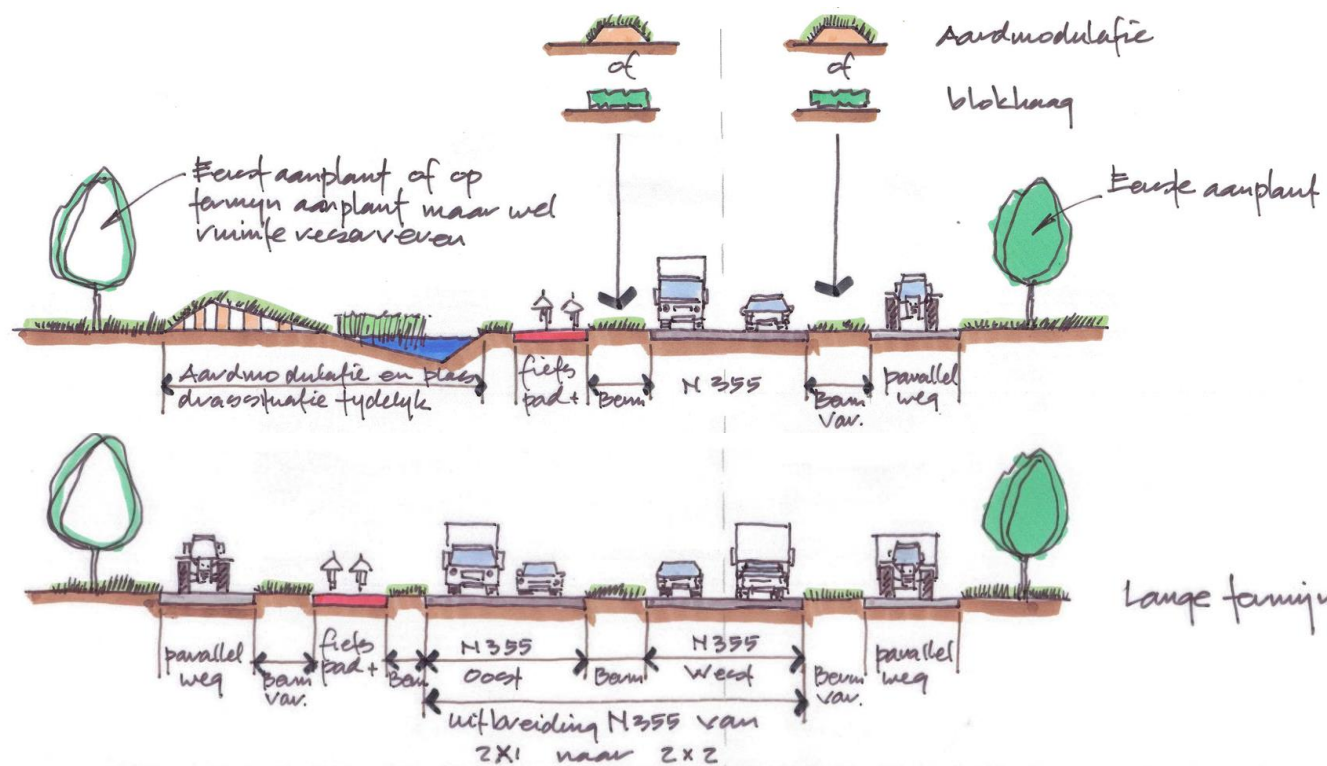 Aardmodulatie
of
of
blokhaag
Eerst aanplant of op
termijn aanplant maar wel
ruimte reserveren
Eerste aanplant
Aardmodulatie en plas
drassituatie tydelyk
fiets
pad+
Berm
N355
Berm
var.
parallel
weg
Lange termijn
parallel
weg
Berm
var.
fiets
pad+
Berm
N355
Oost
Berm
N355
West
Berm
var.
parallel
weg
uitbreiding N355 van
2X1 naar 2x2